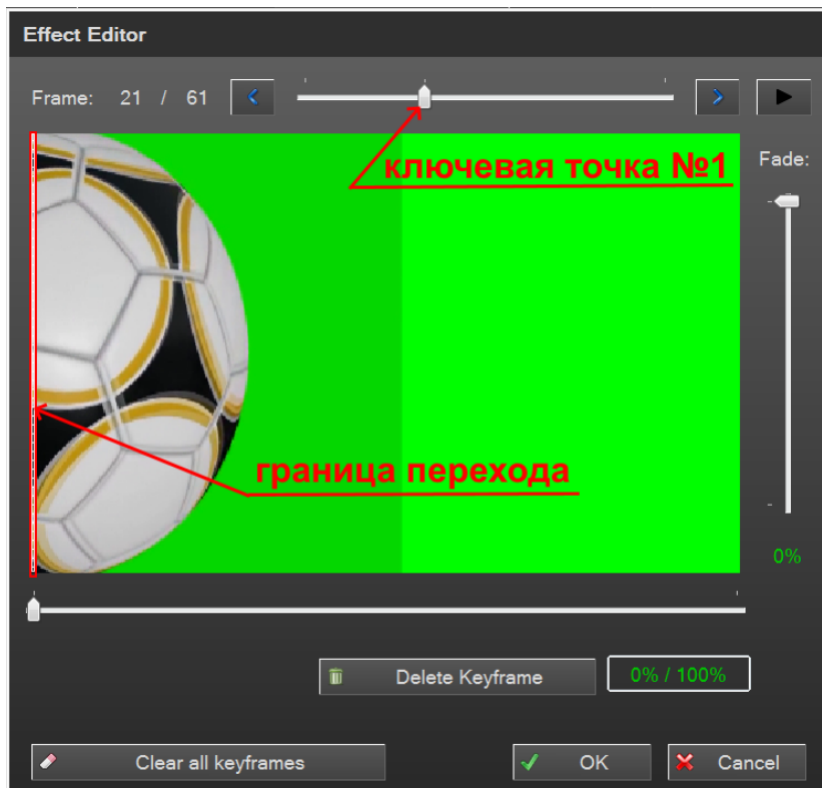 Effect Editor
Frame: 21 / 61
ключевая точка №1
Fade:
граница перехода
0%
Delete Keyframe
0% / 100%
Clear all keyframes
OK
Cancel